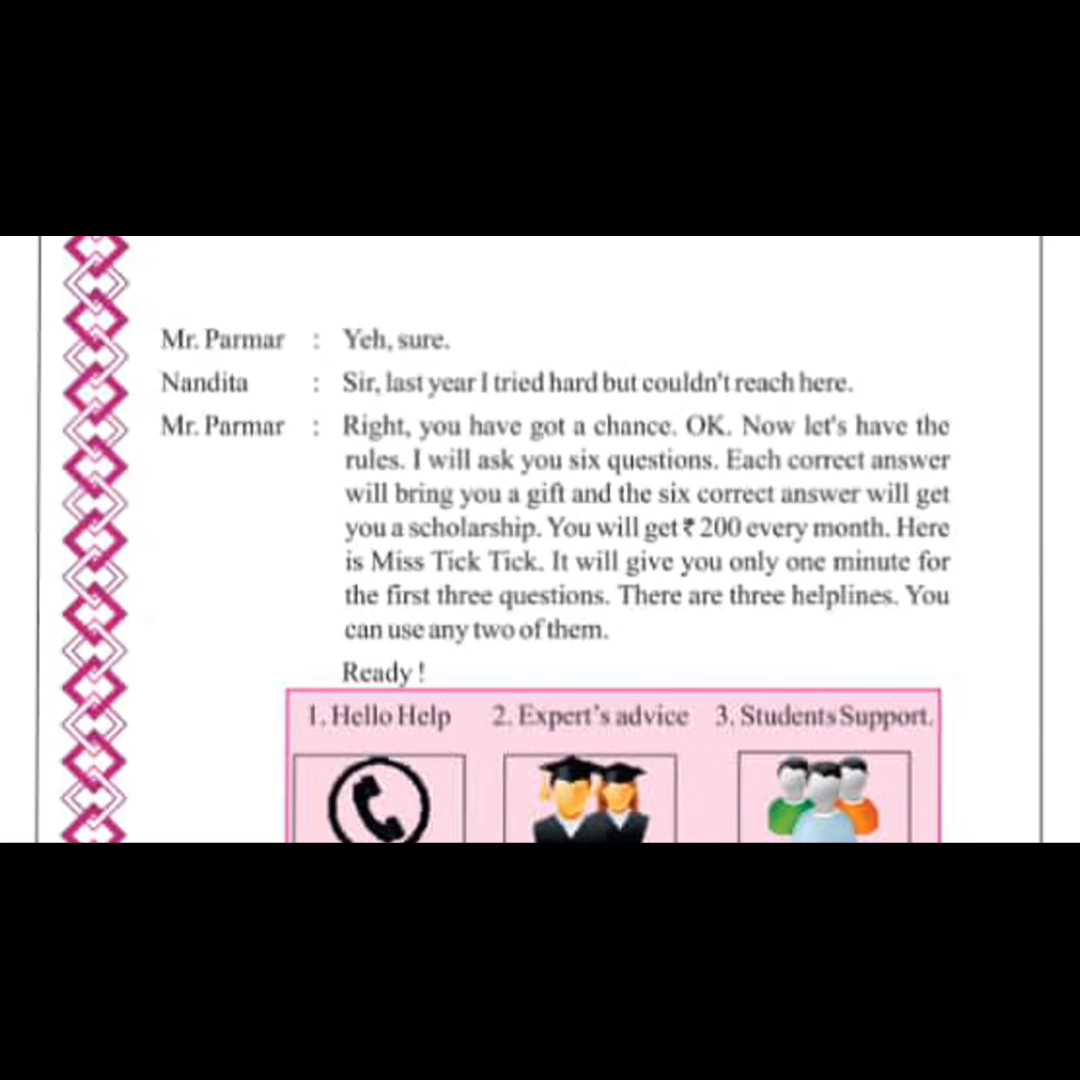 Mr. Parmar : Yeh, sure.
Nandita : Sir, last year I tried hard but couldn't reach here.
Mr. Parmar : Right, you have got a chance. OK. Now let's have the
rules. I will ask you six questions. Each correct answer
will bring you a gift and the six correct answer will get
you a scholarship. You will get ₹ 200 every month. Here
is Miss Tick Tick. It will give you only one minute for
the first three questions. There are three helplines. You
can use any two of them.
Ready !
1. Hello Help 2. Expert's advice 3. Students Support.